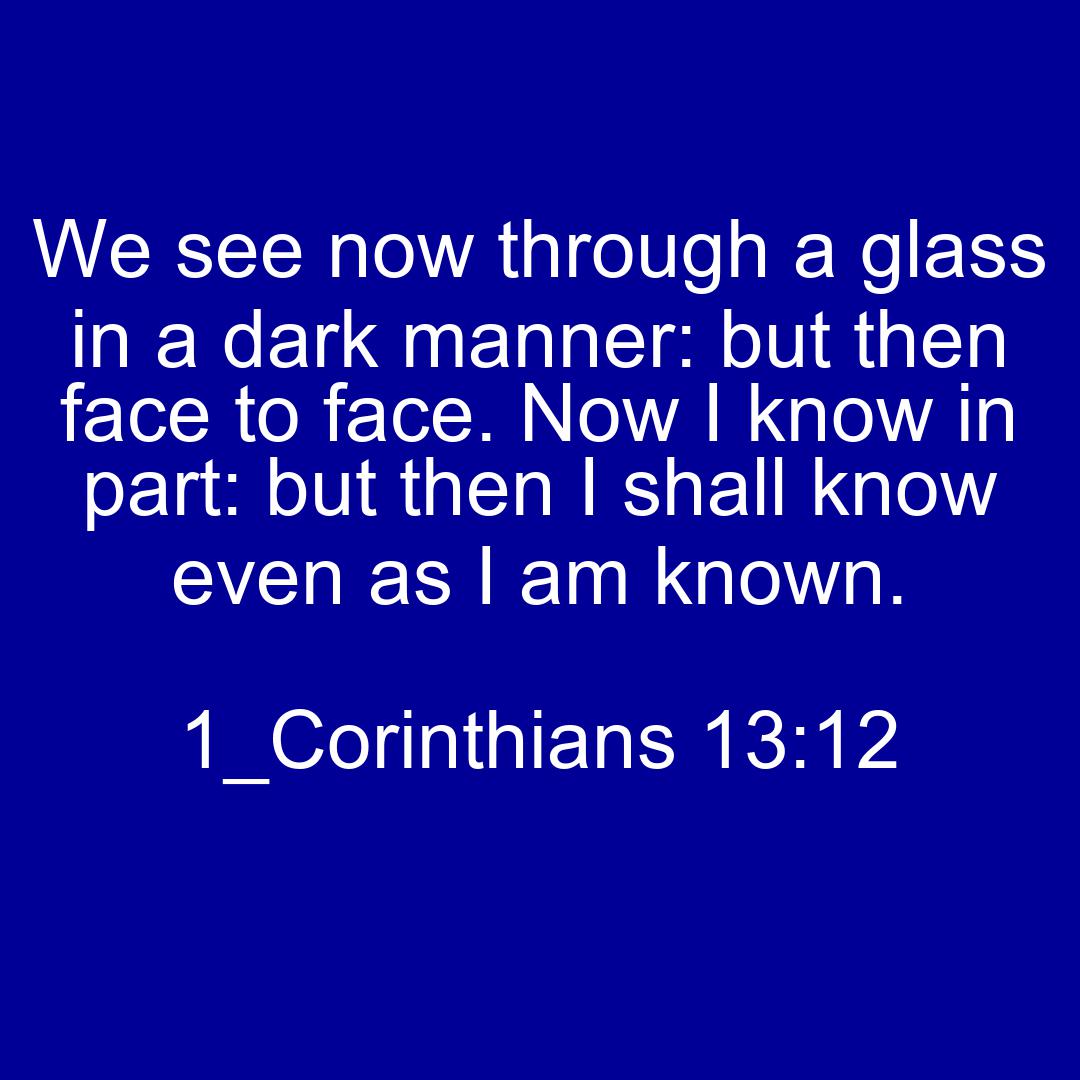 We see now through a glass
in a dark manner: but then
face to face. Now I know in
part: but then I shall know
even as I am known.
1_Corinthians 13:12